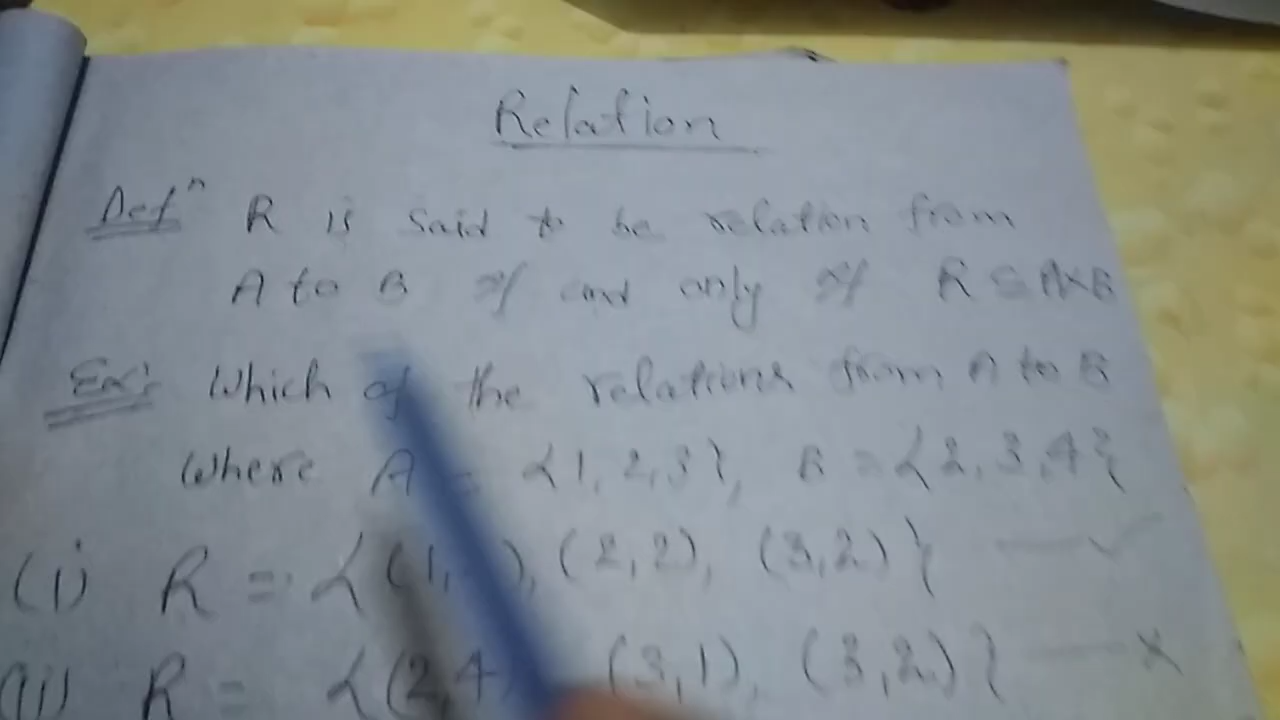 Relation
Defⁿ R is said to be relation from
A to B if and only if R ⊆ A×B
Ex: Which of the relations from A to B
Where A = {1, 2, 3}, B = {2, 3, 4}
(i) R = {(1, ), (2, 2), (3, 2)} — ✓
(ii) R = {(2, 4 (3, 1), (3, 2)} — ×